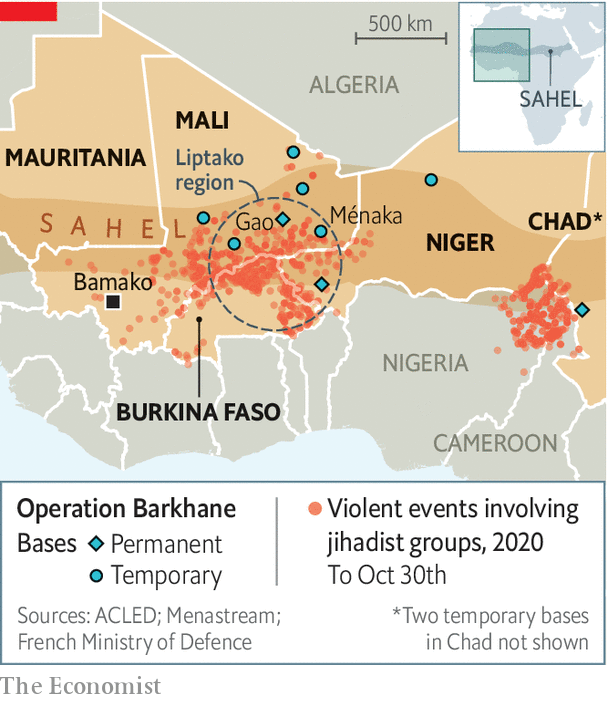 500 km
ALGERIA
SAHEL
MALI
MAURITANIA
Liptako
region
SAHEL
Gao
Ménaka
CHAD*
NIGER
Bamako
NIGERIA
BURKINA FASO
CAMEROON
Operation Barkhane
Bases Permanent
Temporary
Violent events involving
jihadist groups, 2020
To Oct 30th
Sources: ACLED; Menastream;
French Ministry of Defence
*Two temporary bases
in Chad not shown
The Economist